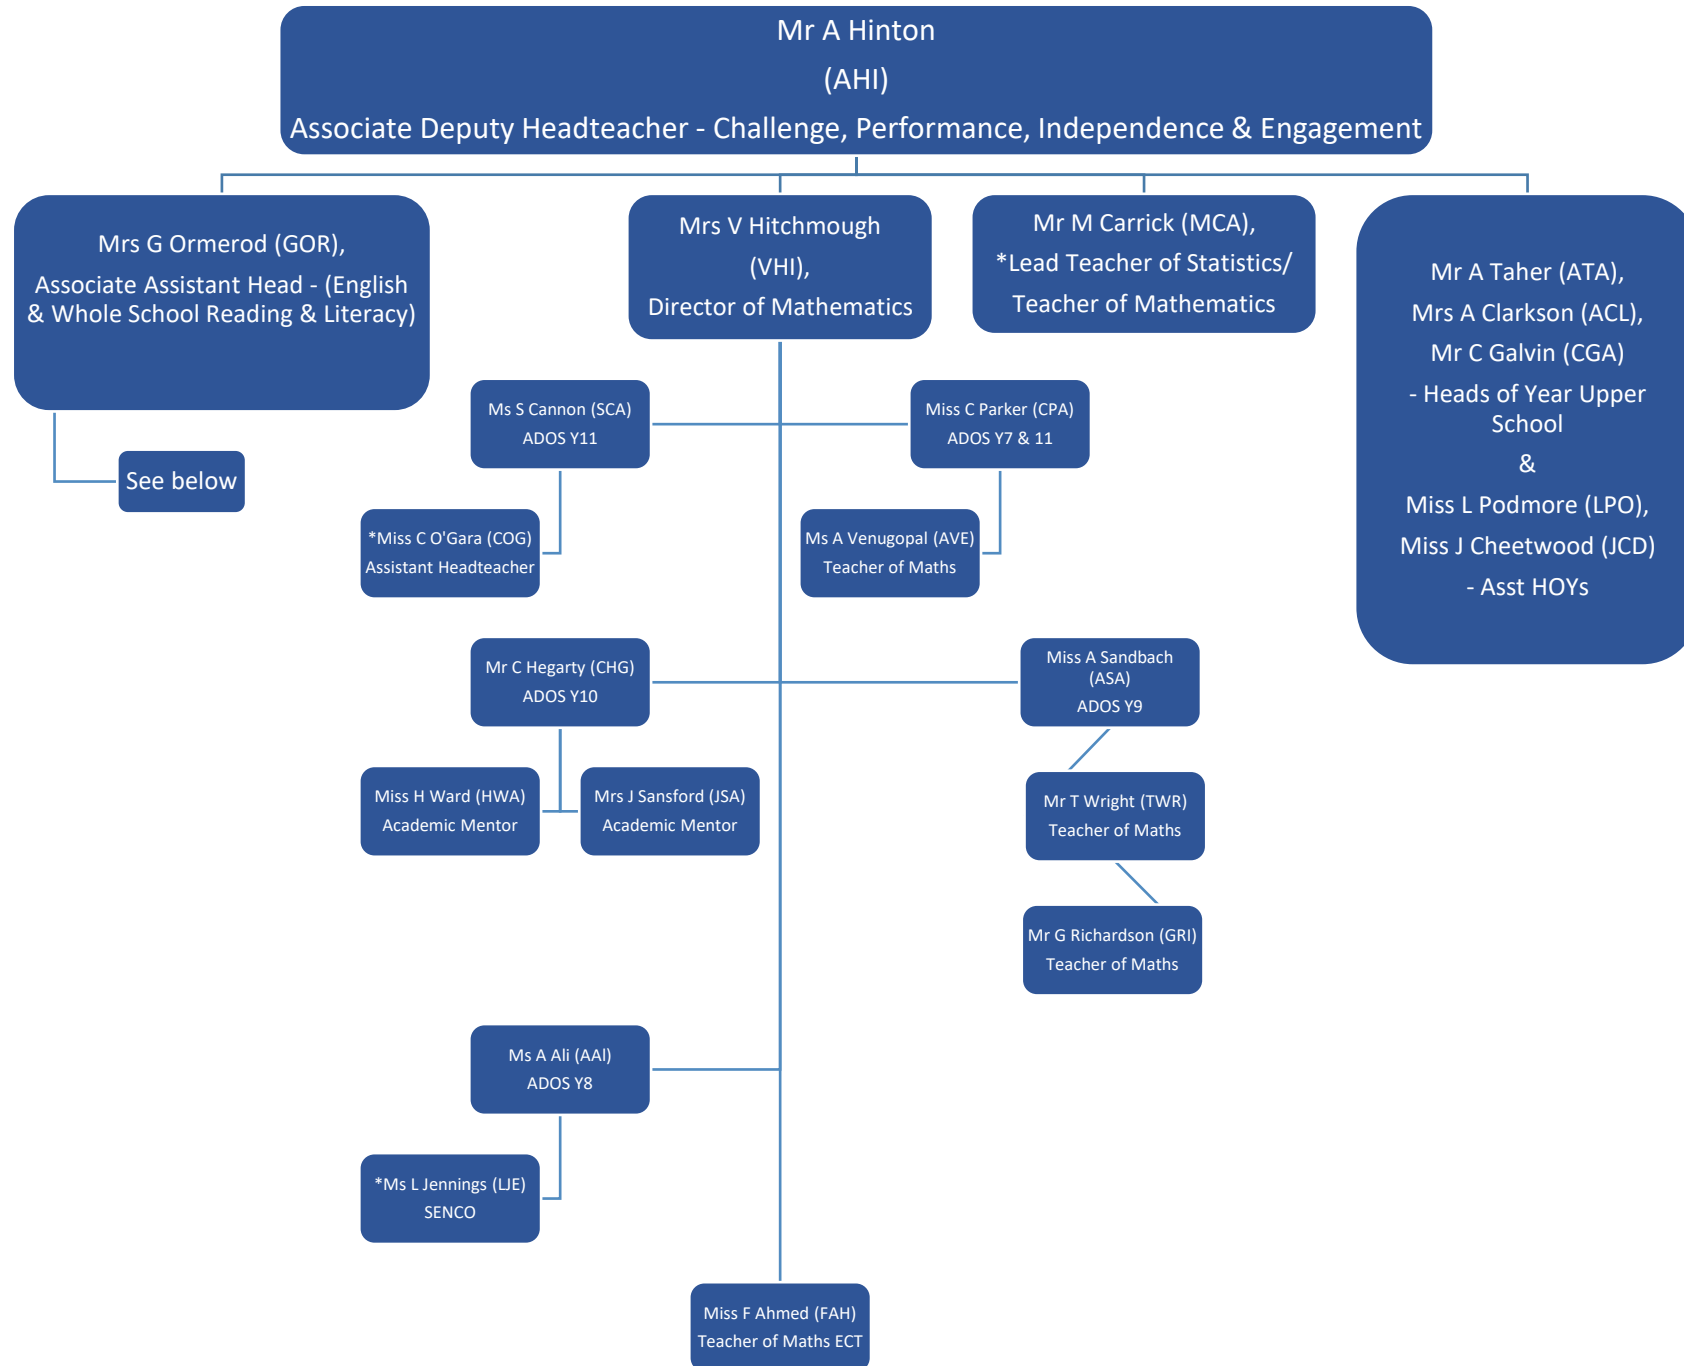 Mr A Hinton
(AHI)
Associate Deputy Headteacher - Challenge, Performance, Independence & Engagement
Mrs G Ormerod (GOR),
Associate Assistant Head - (English
& Whole School Reading & Literacy)
See below
Mrs V Hitchmough
(VHI),
Director of Mathematics
Mr M Carrick (MCA),
*Lead Teacher of Statistics/
Teacher of Mathematics
Mr A Taher (ATA),
Mrs A Clarkson (ACL),
Mr C Galvin (CGA)
- Heads of Year Upper
School
&
Miss L Podmore (LPO),
Miss J Cheetwood (JCD)
- Asst HOYs
Ms S Cannon (SCA)
ADOS Y11
Miss C Parker (CPA)
ADOS Y7 & 11
*Miss C O'Gara (COG)
Assistant Headteacher
Ms A Venugopal (AVE)
Teacher of Maths
Mr C Hegarty (CHG)
ADOS Y10
Miss A Sandbach
(ASA)
ADOS Y9
Miss H Ward (HWA)
Academic Mentor
Mrs J Sansford (JSA)
Academic Mentor
Mr T Wright (TWR)
Teacher of Maths
Mr G Richardson (GRI)
Teacher of Maths
Ms A Ali (AAl)
ADOS Y8
*Ms L Jennings (LJE)
SENCO
Miss F Ahmed (FAH)
Teacher of Maths ECT